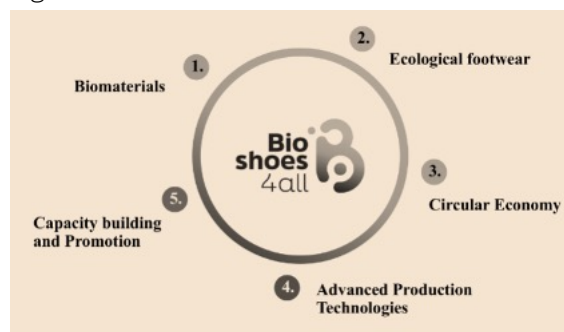 1.
Biomaterials
2.
Ecological footwear
3.
Circular Economy
4.
Advanced Production
Technologies
5.
Capacity building
and Promotion
Bio
shoes
4all